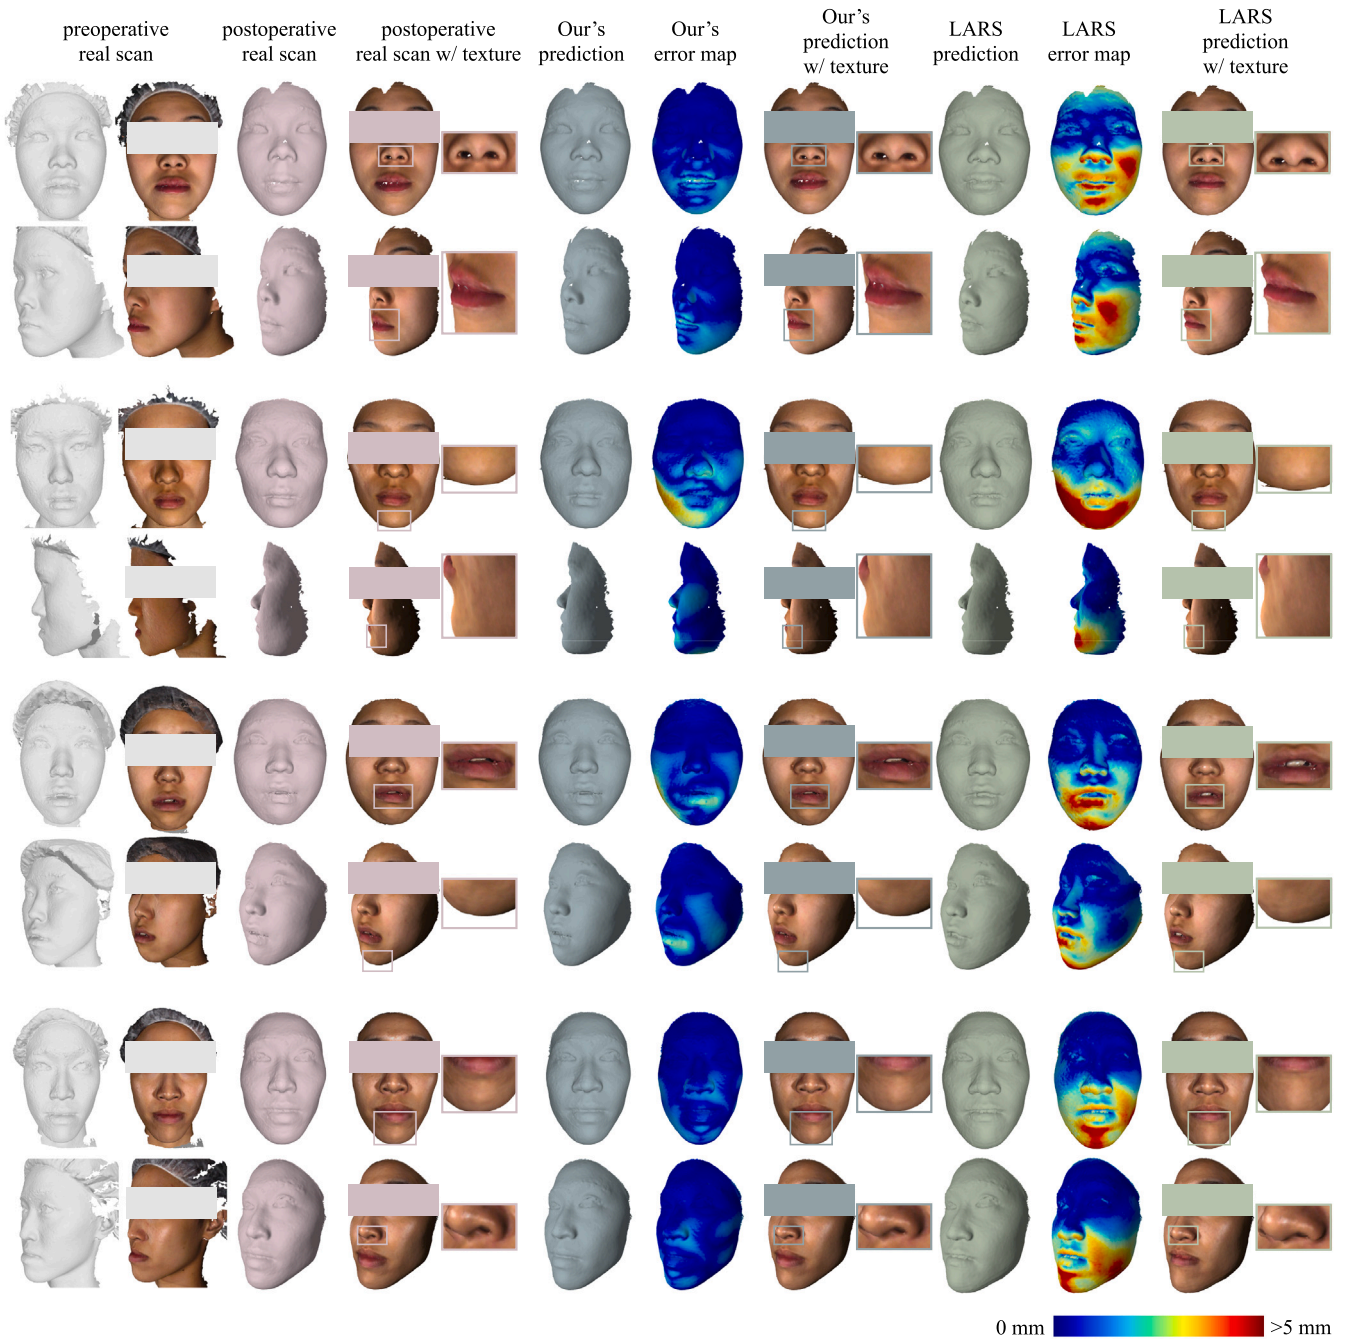 preoperative
real scan
postoperative
real scan
postoperative
real scan w/ texture
Our's
prediction
Our's
error map
Our's
prediction
w/ texture
LARS
prediction
LARS
error map
LARS
prediction
w/ texture
0 mm
>5 mm